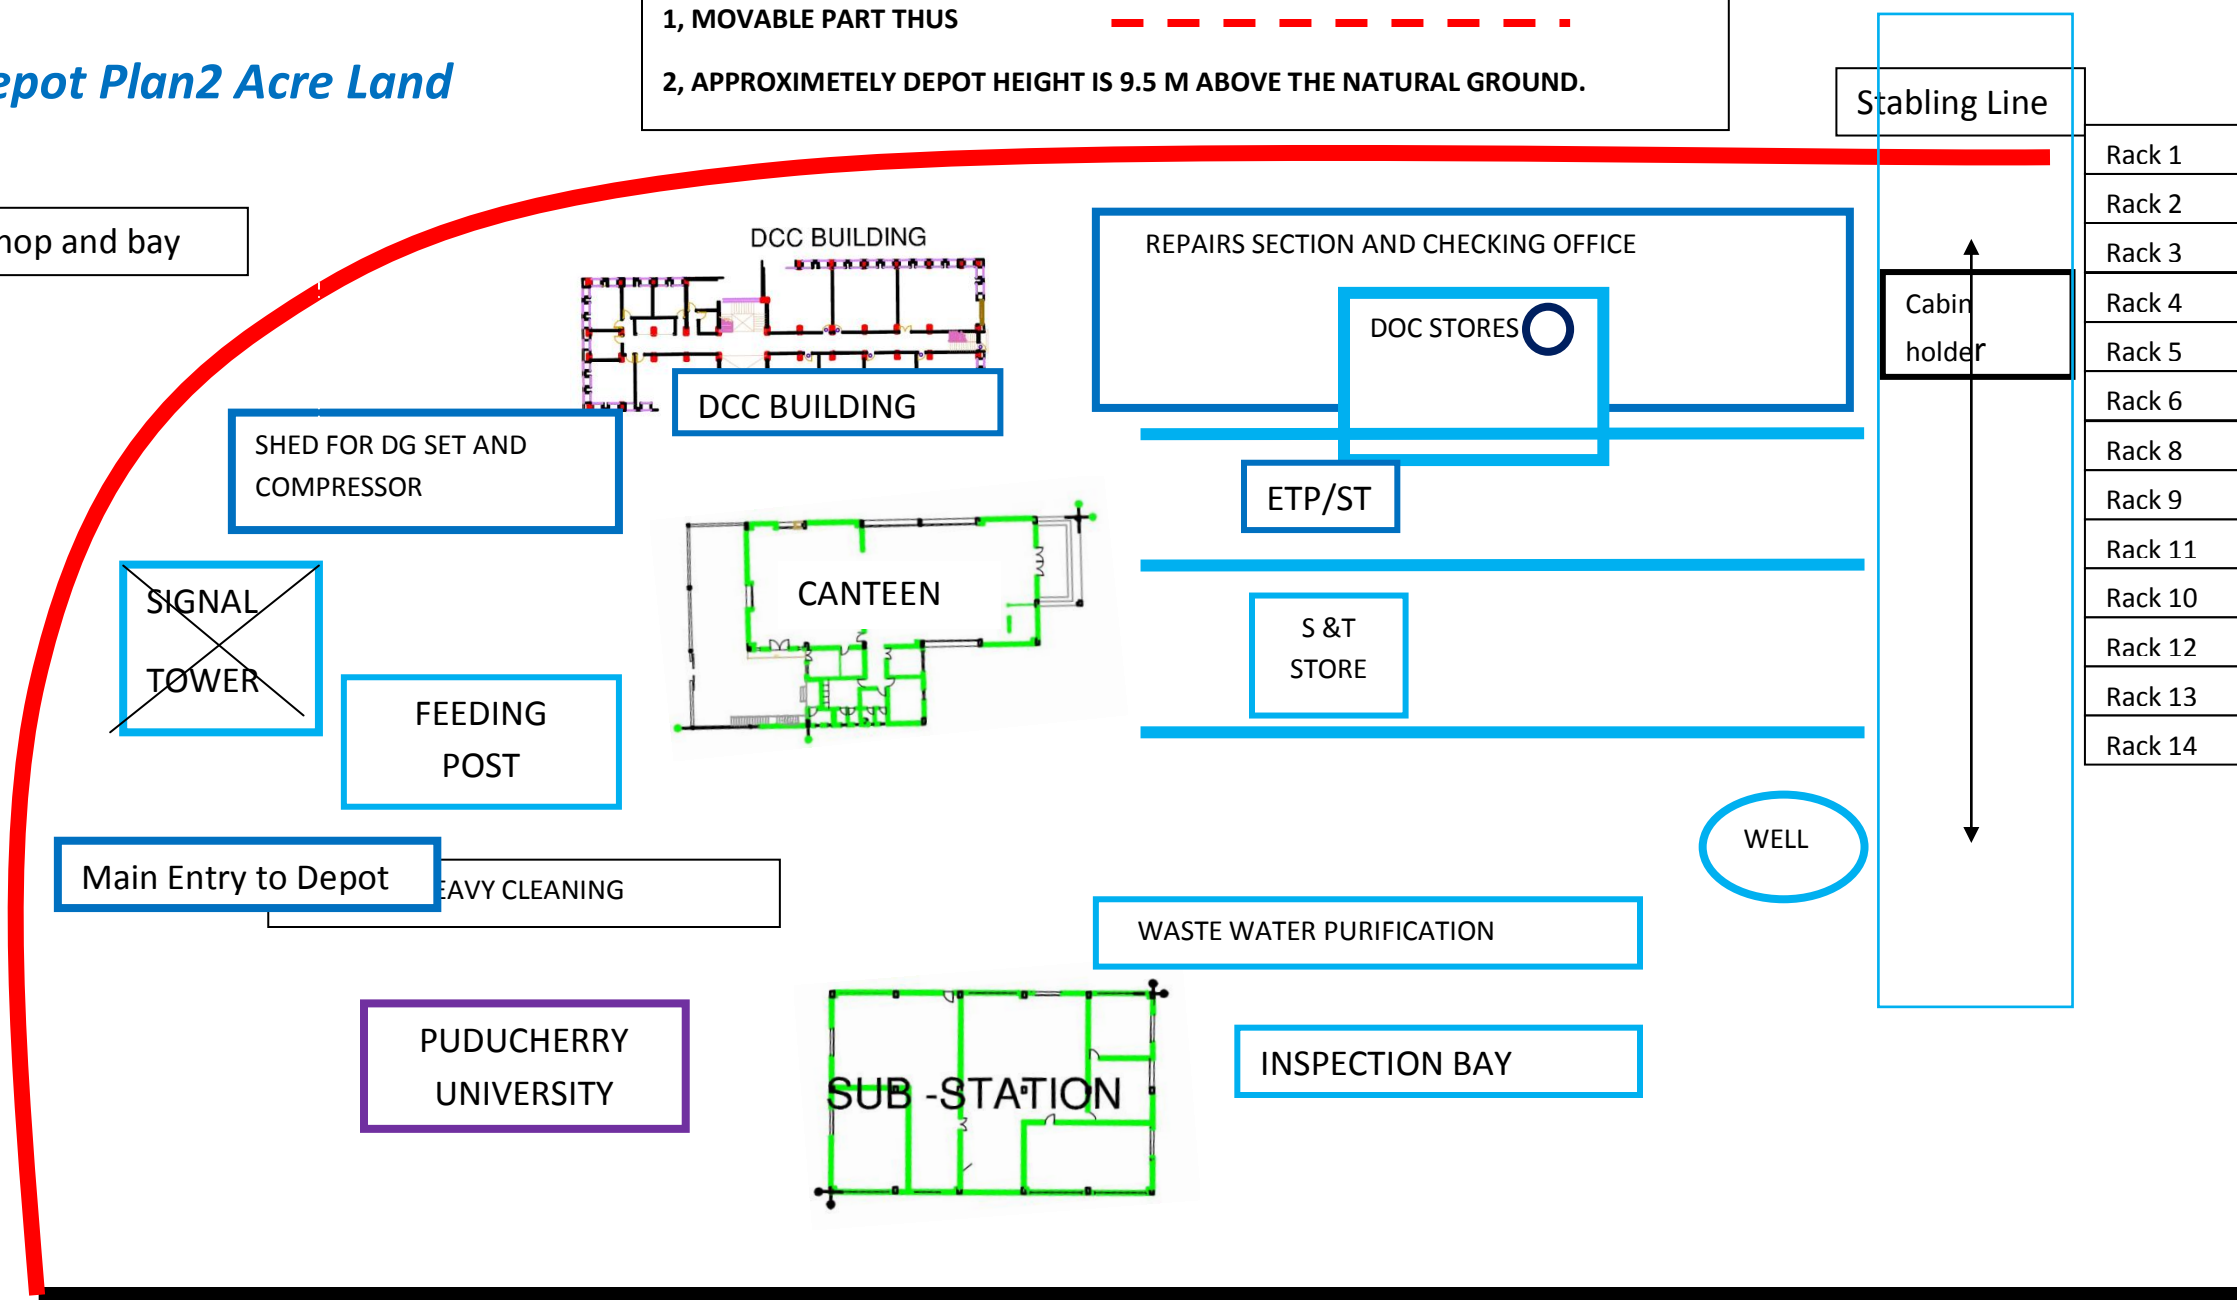 1, MOVABLE PART THUS
epot Plan2 Acre Land
2, APPROXIMETELY DEPOT HEIGHT IS 9.5 M ABOVE THE NATURAL GROUND.
Stabling Line
Rack 1
Rack 2
Rack 3
Rack 4
Rack 5
Rack 6
Rack 8
Rack 9
Rack 11
Rack 10
Rack 12
Rack 13
Rack 14
hop and bay
DCC BUILDING
REPAIRS SECTION AND CHECKING OFFICE
Cabin
holder
DOC STORES
DCC BUILDING
SHED FOR DG SET AND
COMPRESSOR
ETP/ST
CANTEEN
SIGNAL
TOWER
S &T
STORE
FEEDING
POST
WELL
Main Entry to Depot
EAVY CLEANING
WASTE WATER PURIFICATION
PUDUCHERRY
UNIVERSITY
SUB -STATION
INSPECTION BAY